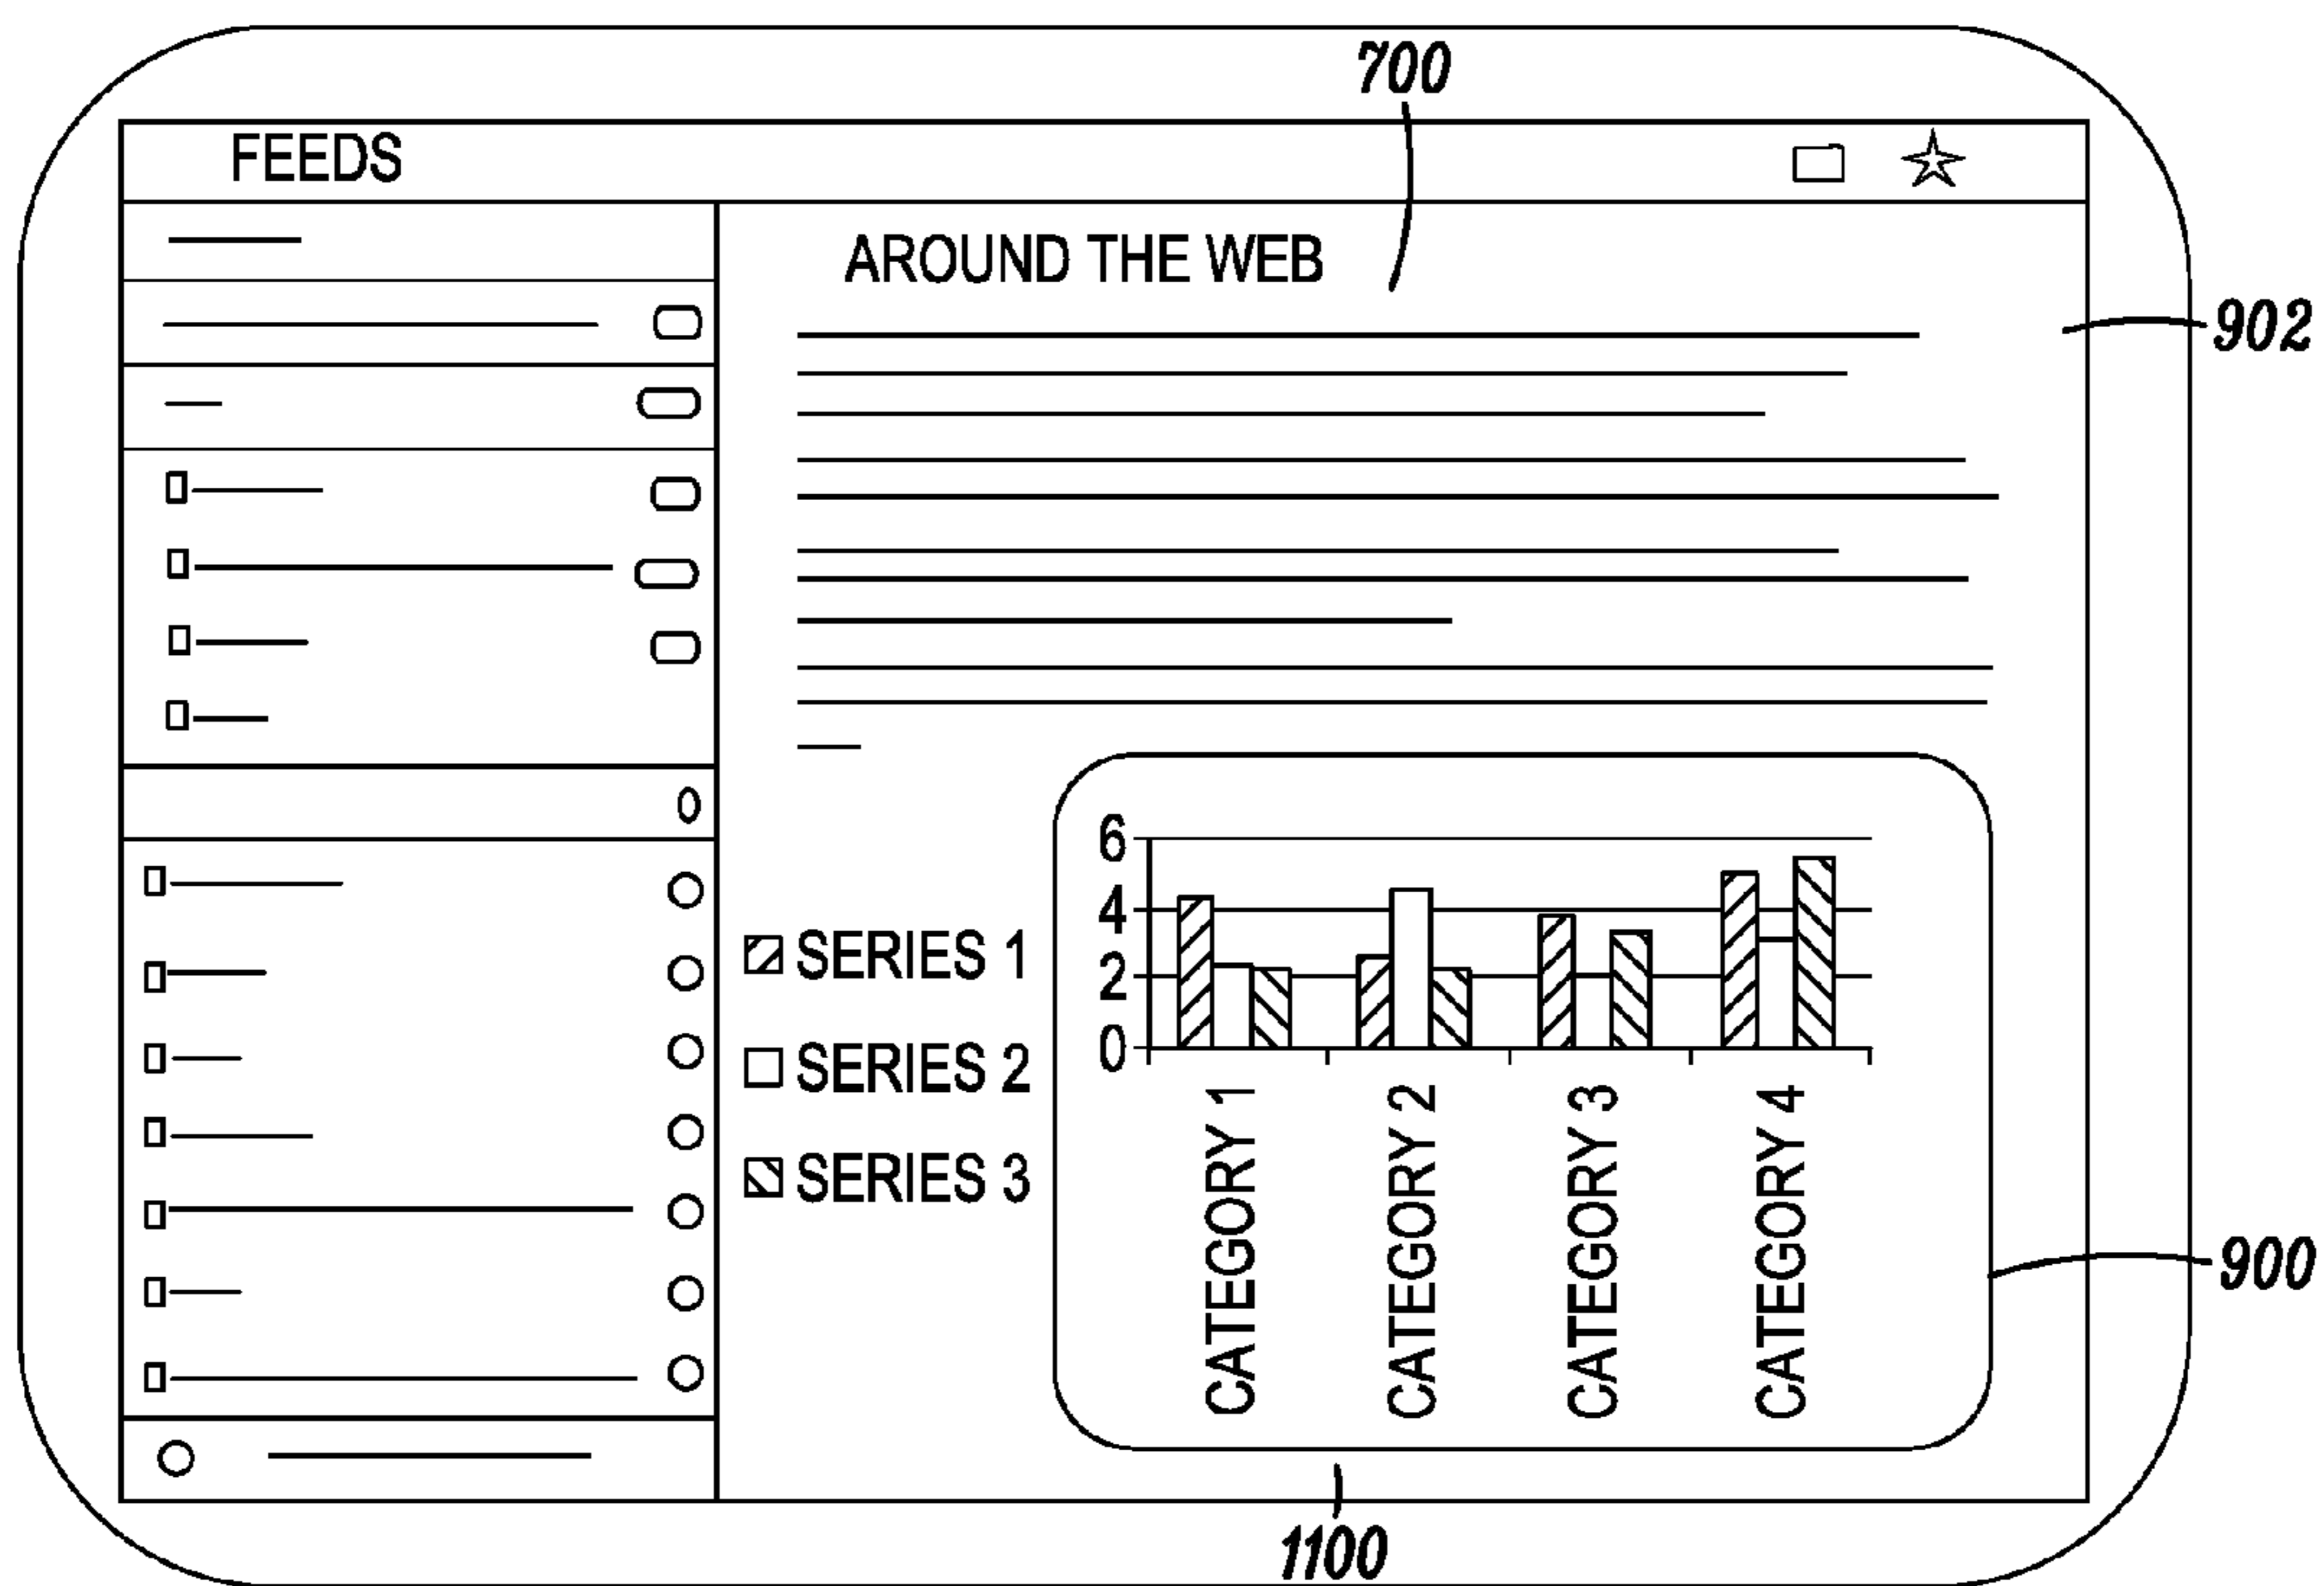 700
FEEDS
AROUND THE WEB
902
6
4
2
0
SERIES 1
SERIES 2
SERIES 3
CATEGORY 1
CATEGORY 2
CATEGORY 3
CATEGORY 4
900
1100